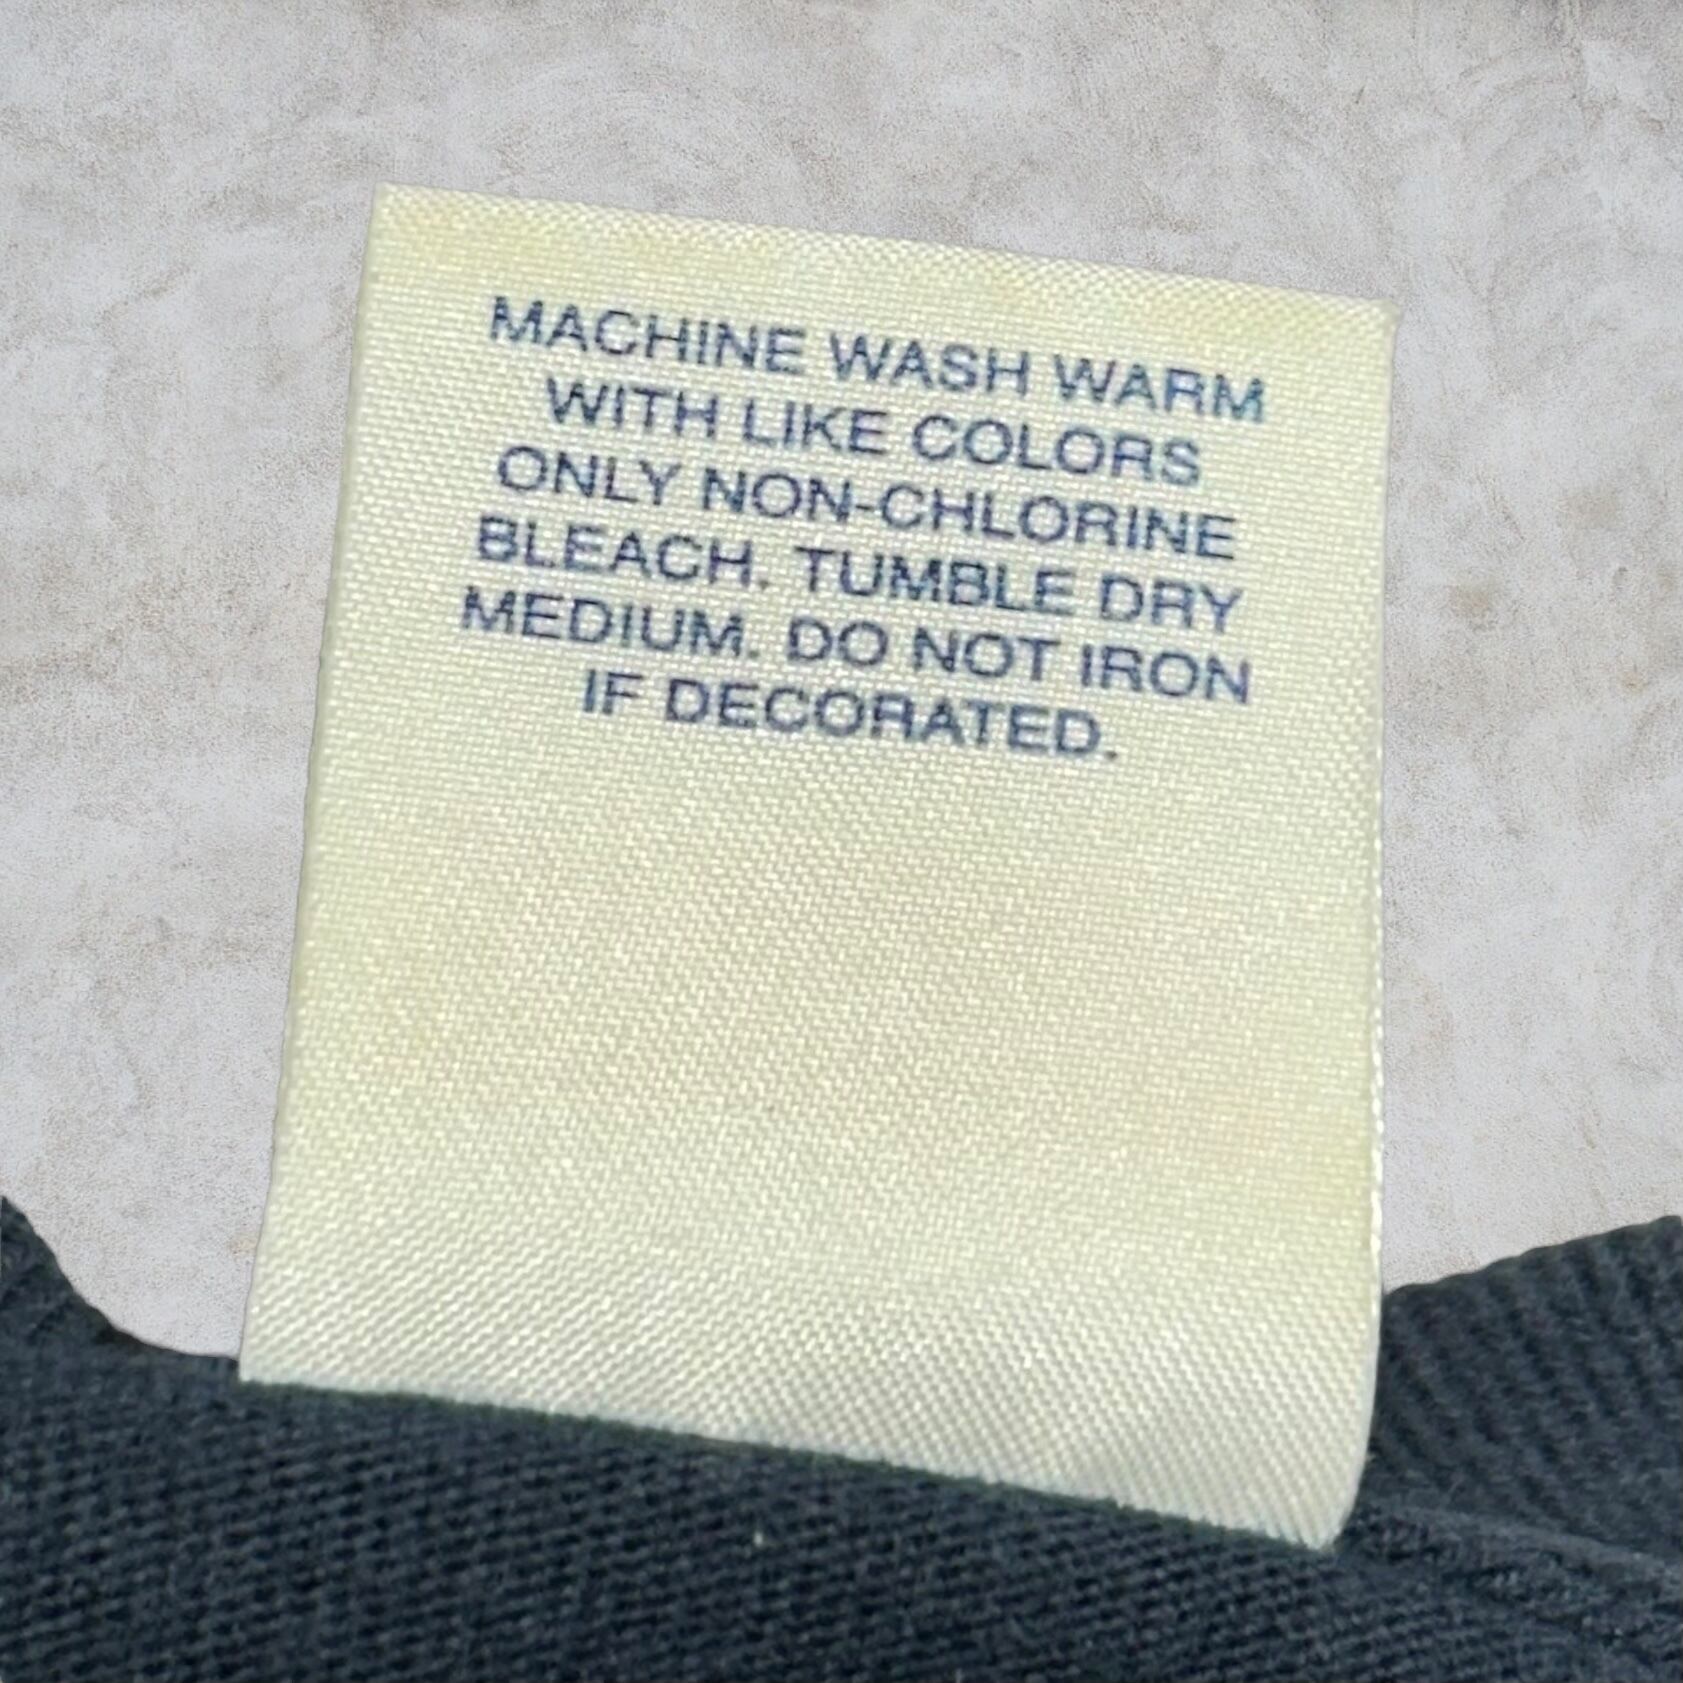 MACHINE WASH WARM
WITH LIKE COLORS
ONLY NON-CHLORINE
BLEACH. TUMBLE DRY
MEDIUM. DO NOT IRON
IF DECORATED.